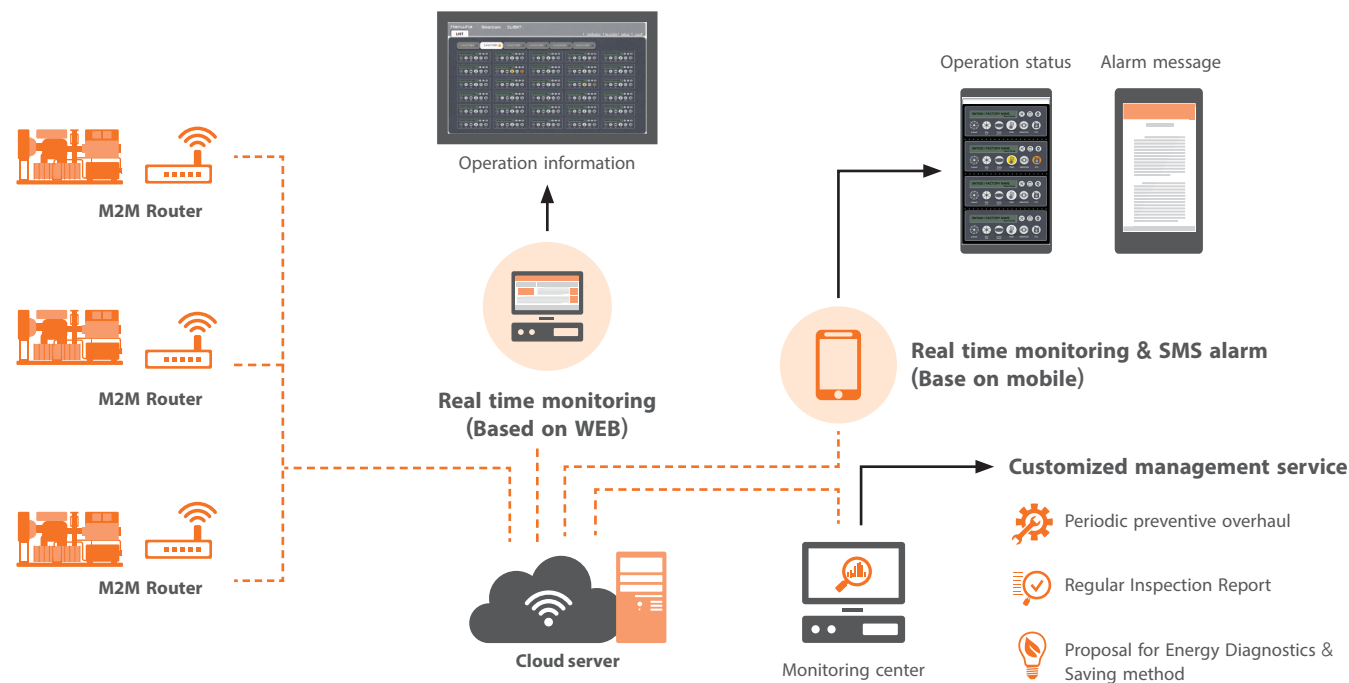 Operation information
Operation status
Alarm message
M2M Router
M2M Router
M2M Router
Real time monitoring
(Based on WEB)
Real time monitoring & SMS alarm
(Base on mobile)
Customized management service
Periodic preventive overhaul
Regular Inspection Report
Proposal for Energy Diagnostics &
Saving method
Cloud server
Monitoring center